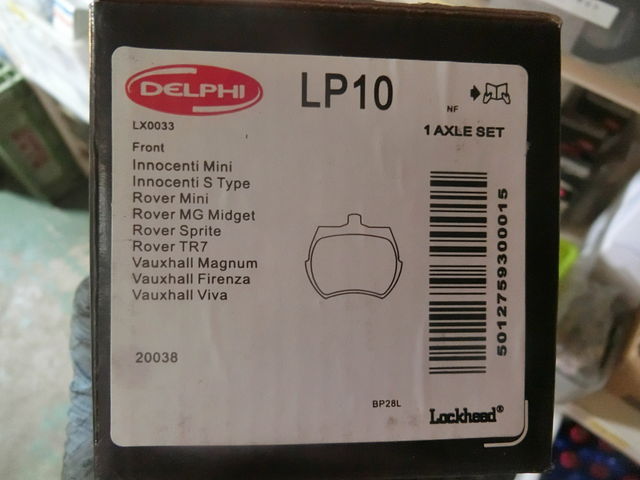 DELPHI
LP10
NF
LX0033
1 AXLE SET
Front
Innocenti Mini
Innocenti S Type
Rover Mini
Rover MG Midget
Rover Sprite
Rover TR7
Vauxhall Magnum
Vauxhall Firenza
Vauxhall Viva
5012759300015
20038
BP28L
Lockheed®